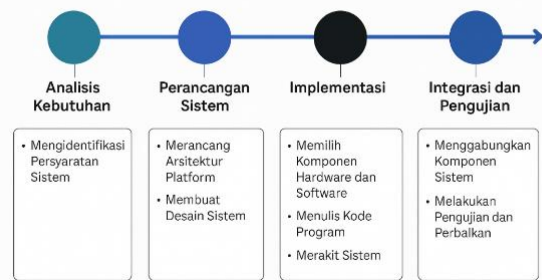 Analisis
Kebutuhan
Perancangan
Sistem
Implementasi
Integrasi dan
Pengujian
• Mengidentifikasi
Persyaratan
Sistem
• Merancang
Arsitektur
Platform
• Membuat
Desain Sistem
• Memilih
Komponen
Hardware dan
Software
• Menulis Kode
Program
• Merakit Sistem
• Menggabungkan
Komponen
Sistem
• Melakukan
Pengujian dan
Perbalkan